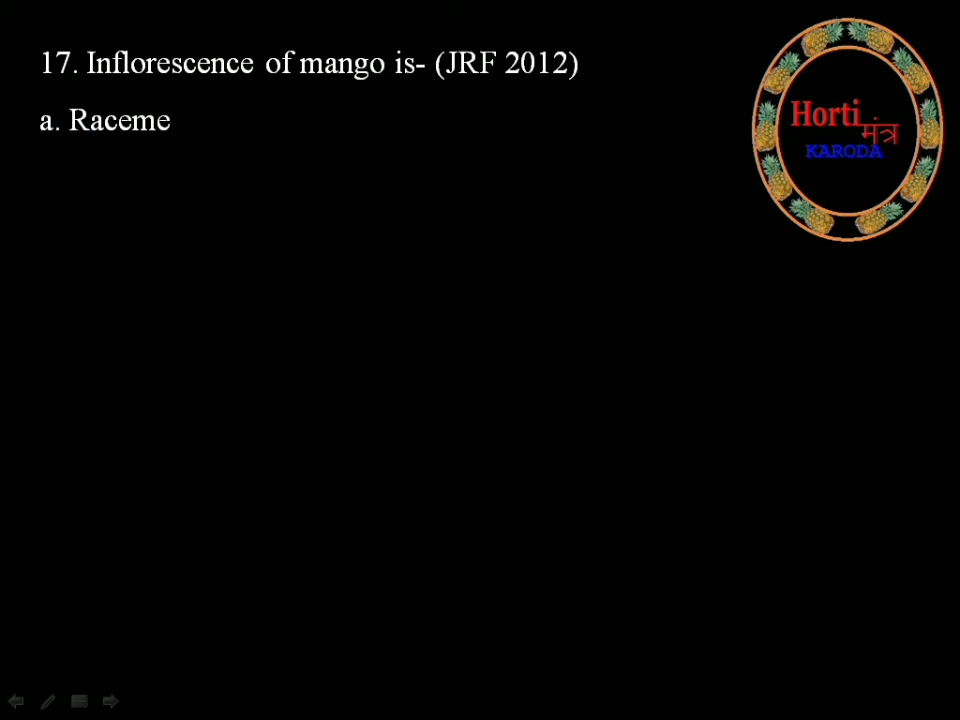 17. Inflorescence of mango is- (JRF 2012)
a. Raceme
Horti
मंत्र
KARODA